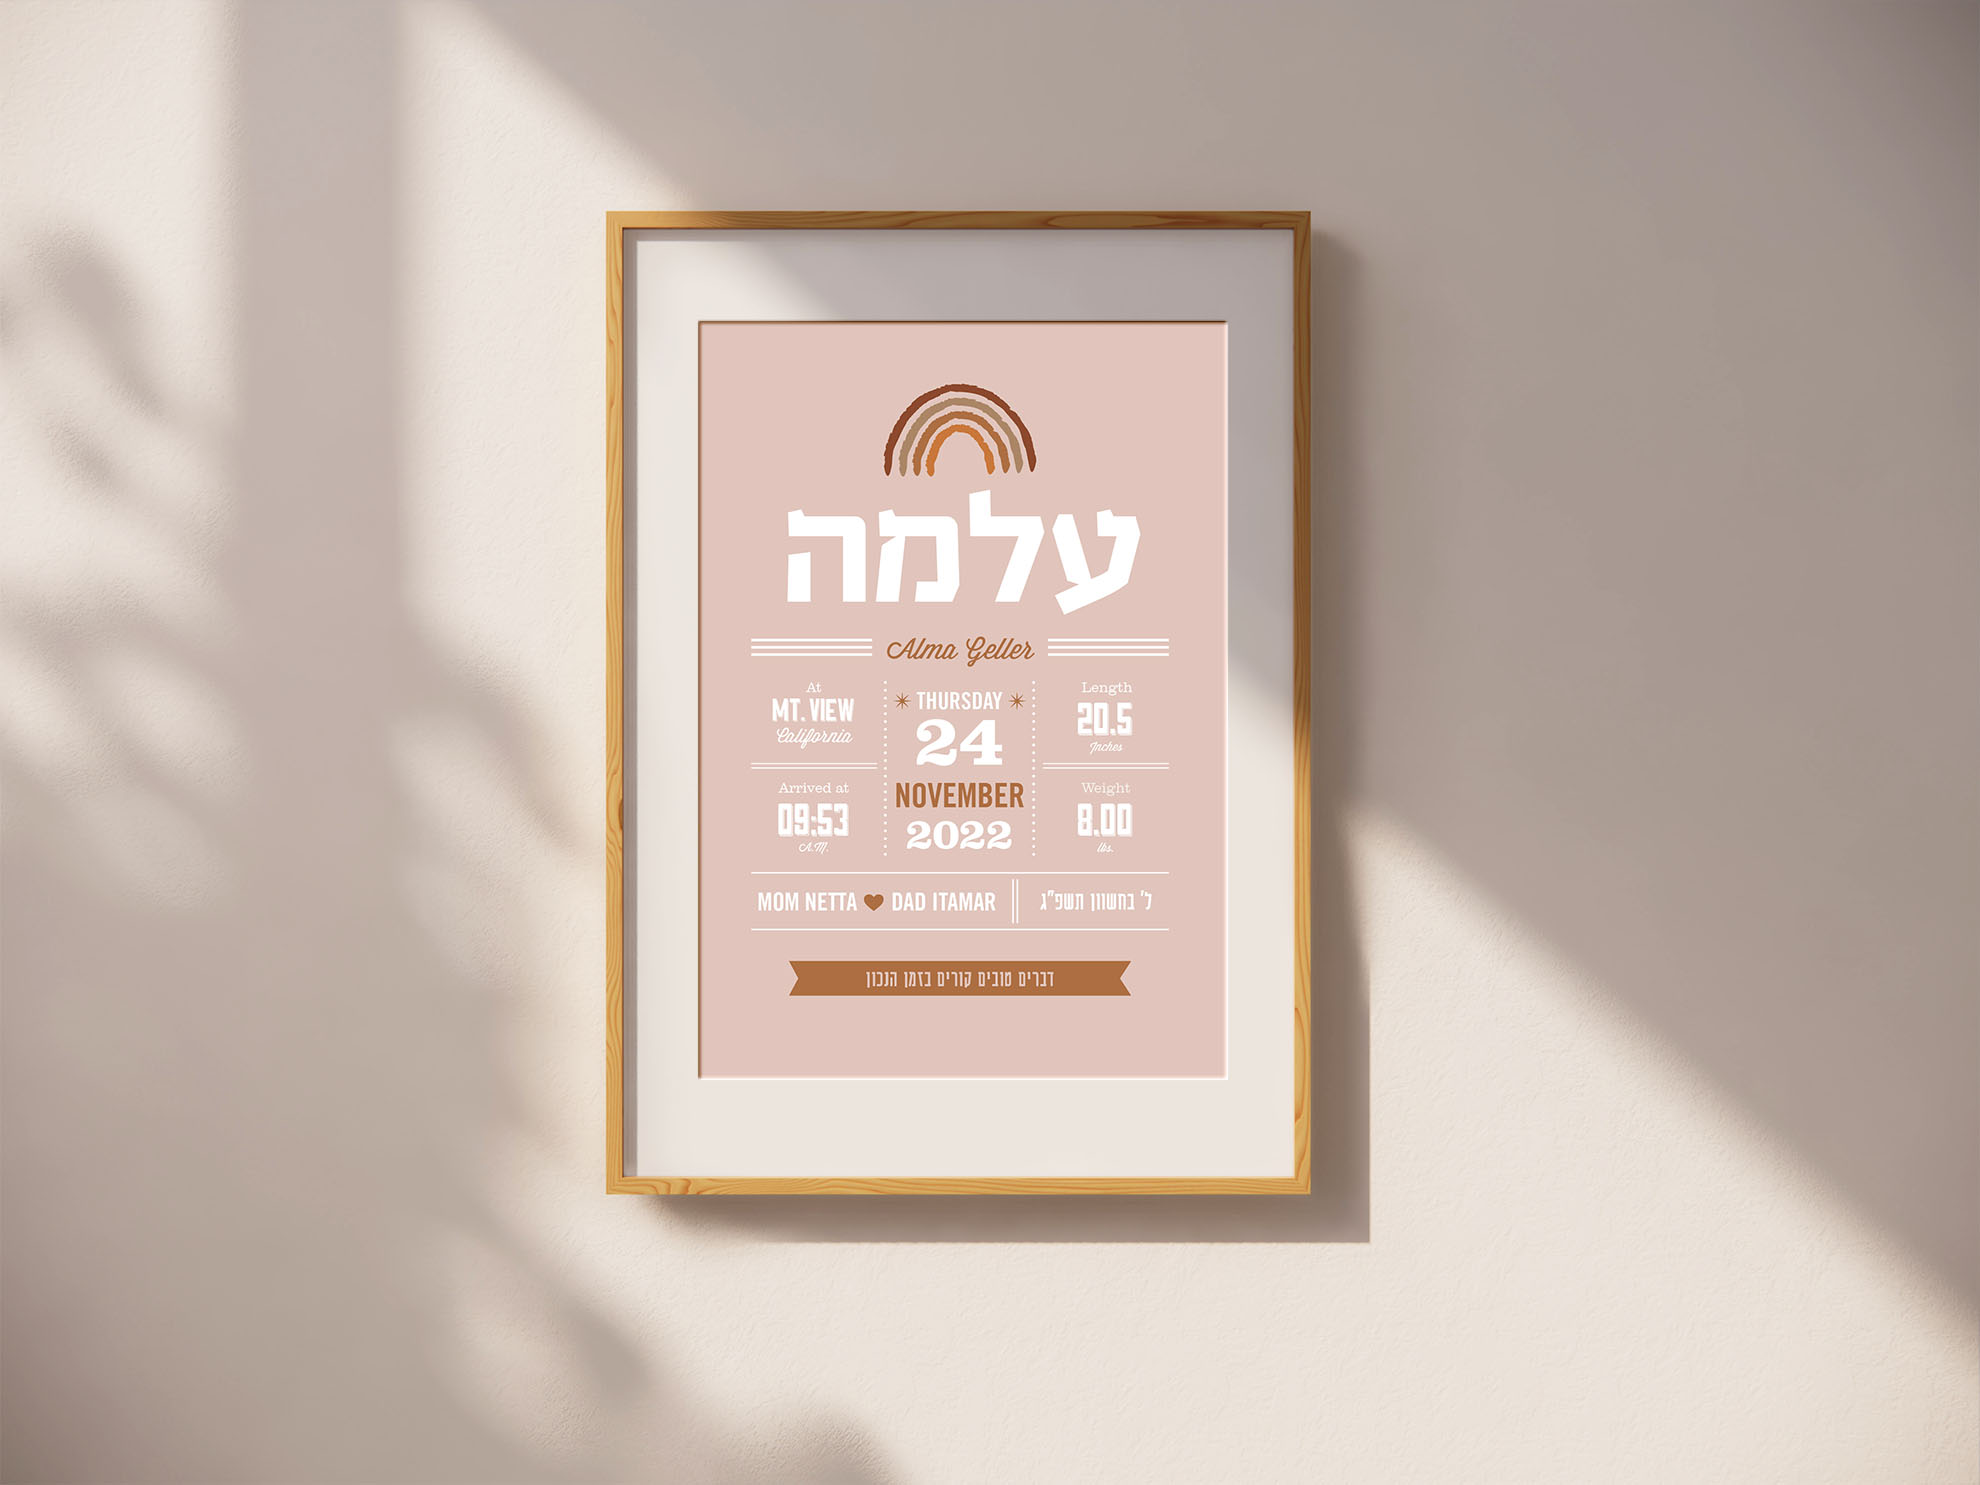 עלמה
Alma Geller
At
MT. VIEW
California
Arrived at
09:53
A.M.
THURSDAY
24
NOVEMBER
2022
Length
20.5
Inches
Weight
8.00
lbs.
MOM NETTA ♥ DAD ITAMAR
ל' בחשוון תשפ"ג
דברים טובים קורים בזמן הנכון